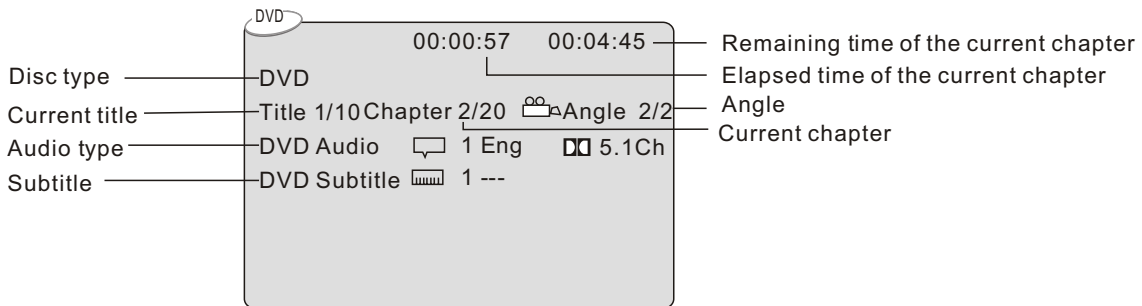 DVD
00:00:57 00:04:45 Remaining time of the current chapter
Disc type DVD Elapsed time of the current chapter
Current title Title 1/10 Chapter 2/20 Angle 2/2 Angle
Current chapter
Audio type DVD Audio 1 Eng 5.1Ch
Subtitle DVD Subtitle 1 ---